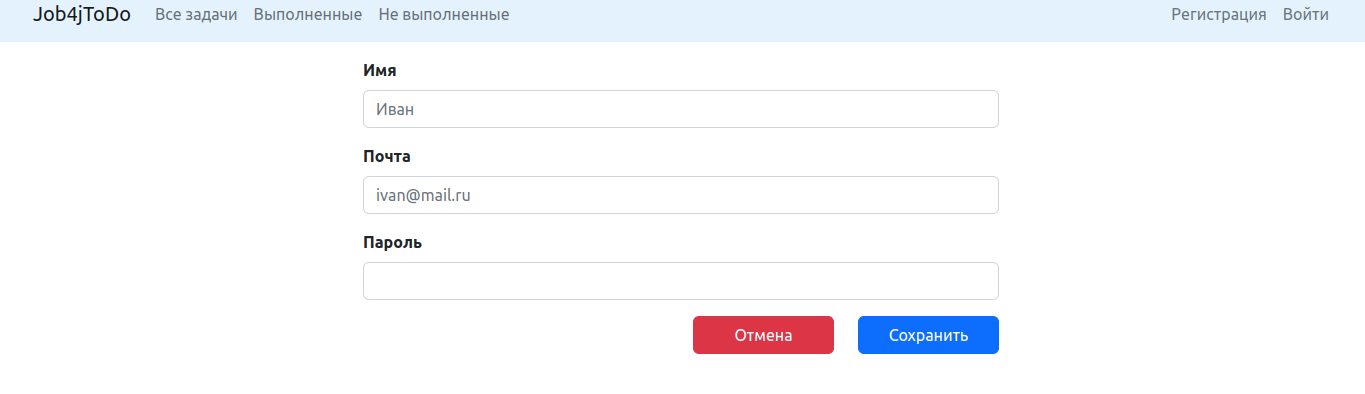 Job4jToDo Все задачи Выполненные Не выполненные Регистрация Войти
Имя
Иван
Почта
ivan@mail.ru
Пароль
Отмена Сохранить